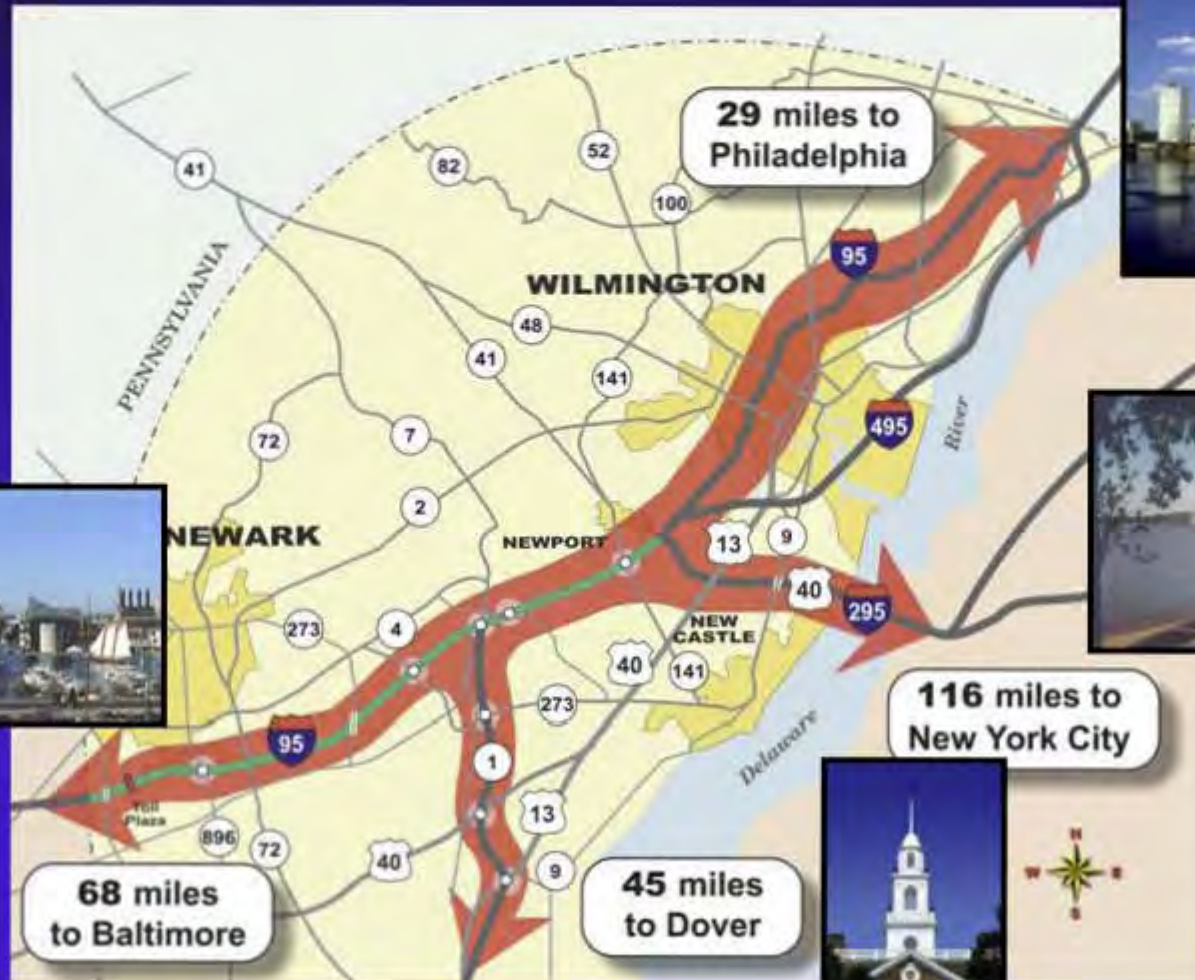 29 miles to
Philadelphia
52
82
41
100
95
PENNSYLVANIA
WILMINGTON
48
41
141
72
7
495
River
2
NEWARK
NEWPORT
13
9
40
295
273
4
NEW
CASTLE
40
141
273
116 miles to
New York City
95
1
Delaware
Toll
Plaza
13
896
72
40
9
N
W
E
S
68 miles
to Baltimore
45 miles
to Dover